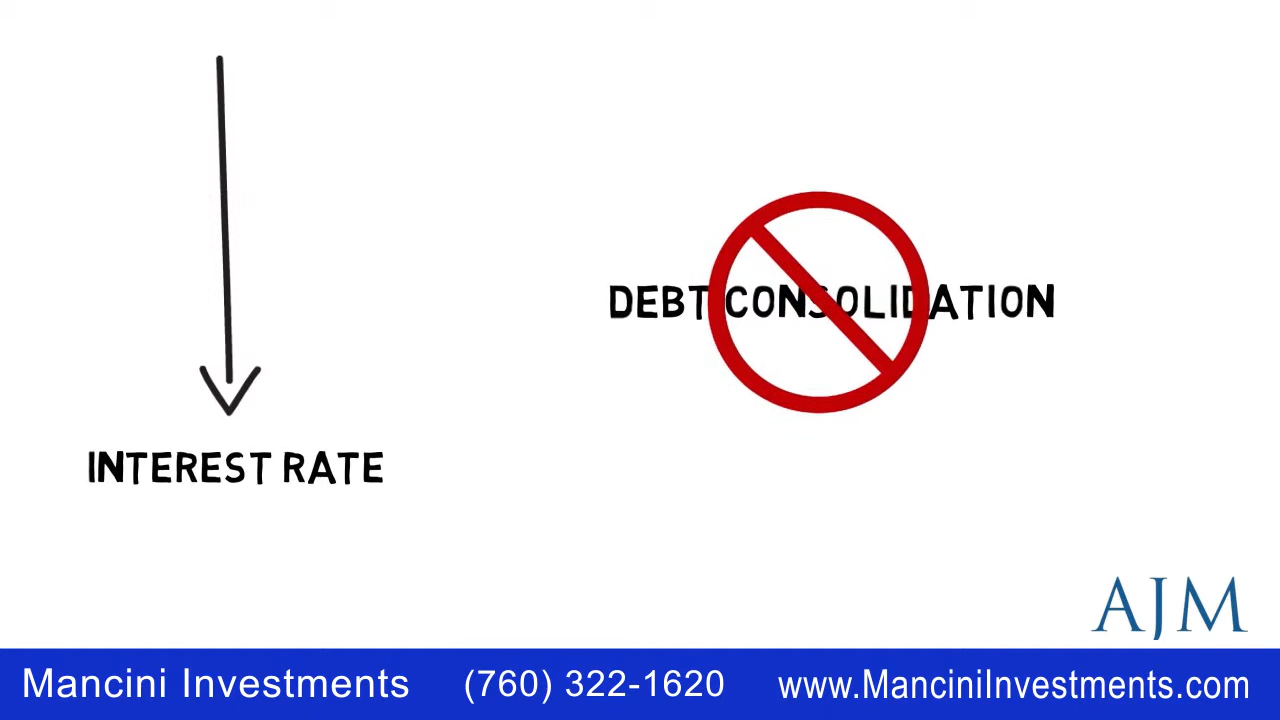 DEBT CONSOLIDATION
INTEREST RATE
AJM
Mancini Investments (760) 322-1620 www.ManciniInvestments.com